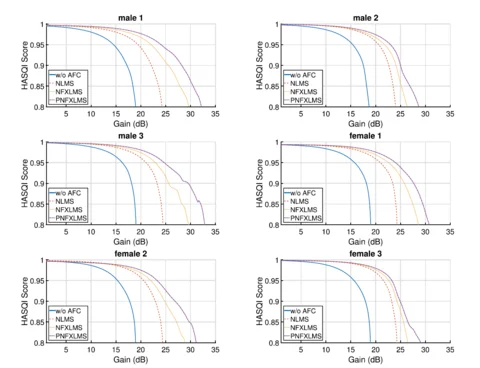 male 1
HASQI Score
1
0.95
0.9
0.85
0.8
w/o AFC
NLMS
NFXLMS
PNFXLMS
5 10 15 20 25 30 35
Gain (dB)
male 2
HASQI Score
1
0.95
0.9
0.85
0.8
w/o AFC
NLMS
NFXLMS
PNFXLMS
5 10 15 20 25 30 35
Gain (dB)
male 3
HASQI Score
1
0.95
0.9
0.85
0.8
w/o AFC
NLMS
NFXLMS
PNFXLMS
5 10 15 20 25 30 35
Gain (dB)
female 1
HASQI Score
1
0.95
0.9
0.85
0.8
w/o AFC
NLMS
NFXLMS
PNFXLMS
5 10 15 20 25 30 35
Gain (dB)
female 2
HASQI Score
1
0.95
0.9
0.85
0.8
w/o AFC
NLMS
NFXLMS
PNFXLMS
5 10 15 20 25 30 35
Gain (dB)
female 3
HASQI Score
1
0.95
0.9
0.85
0.8
w/o AFC
NLMS
NFXLMS
PNFXLMS
5 10 15 20 25 30 35
Gain (dB)